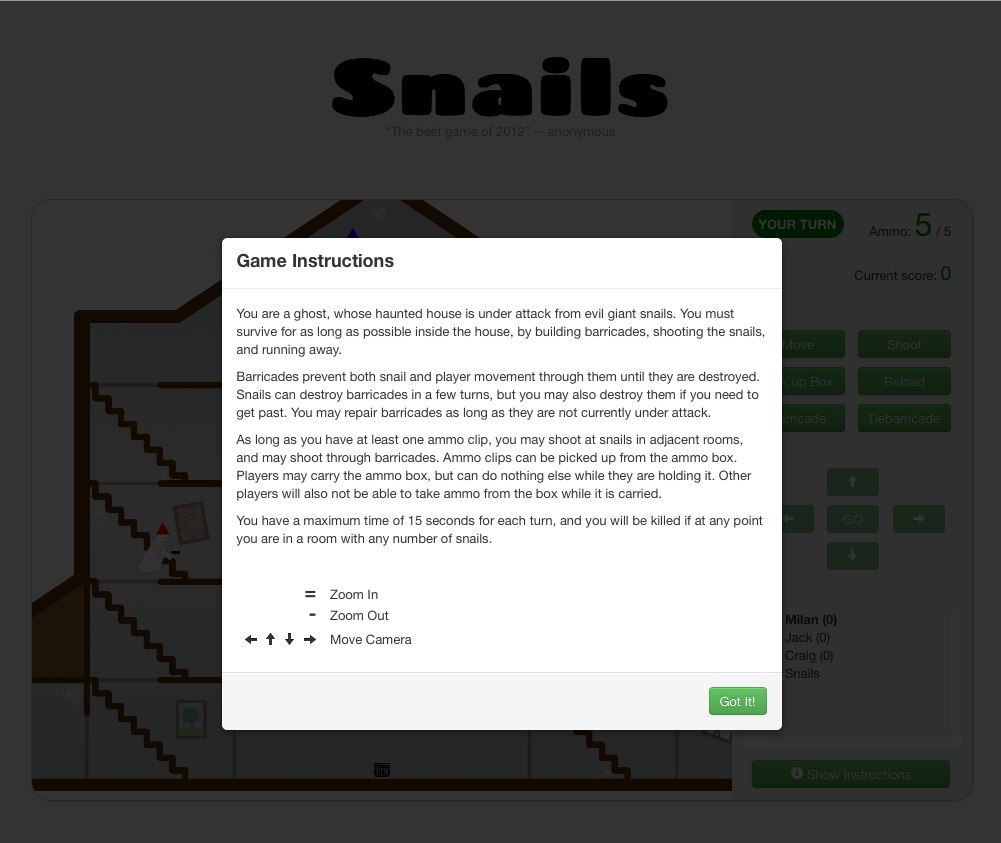 Snails
"The best game of 2012" -- anonymous
YOUR TURN
Ammo: 5 / 5
Current score: 0
Game Instructions
You are a ghost, whose haunted house is under attack from evil giant snails. You must
survive for as long as possible inside the house, by building barricades, shooting the snails,
and running away.
Barricades prevent both snail and player movement through them until they are destroyed.
Snails can destroy barricades in a few turns, but you may also destroy them if you need to
get past. You may repair barricades as long as they are not currently under attack.
As long as you have at least one ammo clip, you may shoot at snails in adjacent rooms,
and may shoot through barricades. Ammo clips can be picked up from the ammo box.
Players may carry the ammo box, but can do nothing else while they are holding it. Other
players will also not be able to take ammo from the box while it is carried.
You have a maximum time of 15 seconds for each turn, and you will be killed if at any point
you are in a room with any number of snails.
= Zoom In
- Zoom Out
← ↑ ↓ → Move Camera
Got It!
Move
Shoot
k up Box
Reload
rricade
Debarricade
↑
← GO →
↓
Milan (0)
Jack (0)
Craig (0)
Snails
Show Instructions